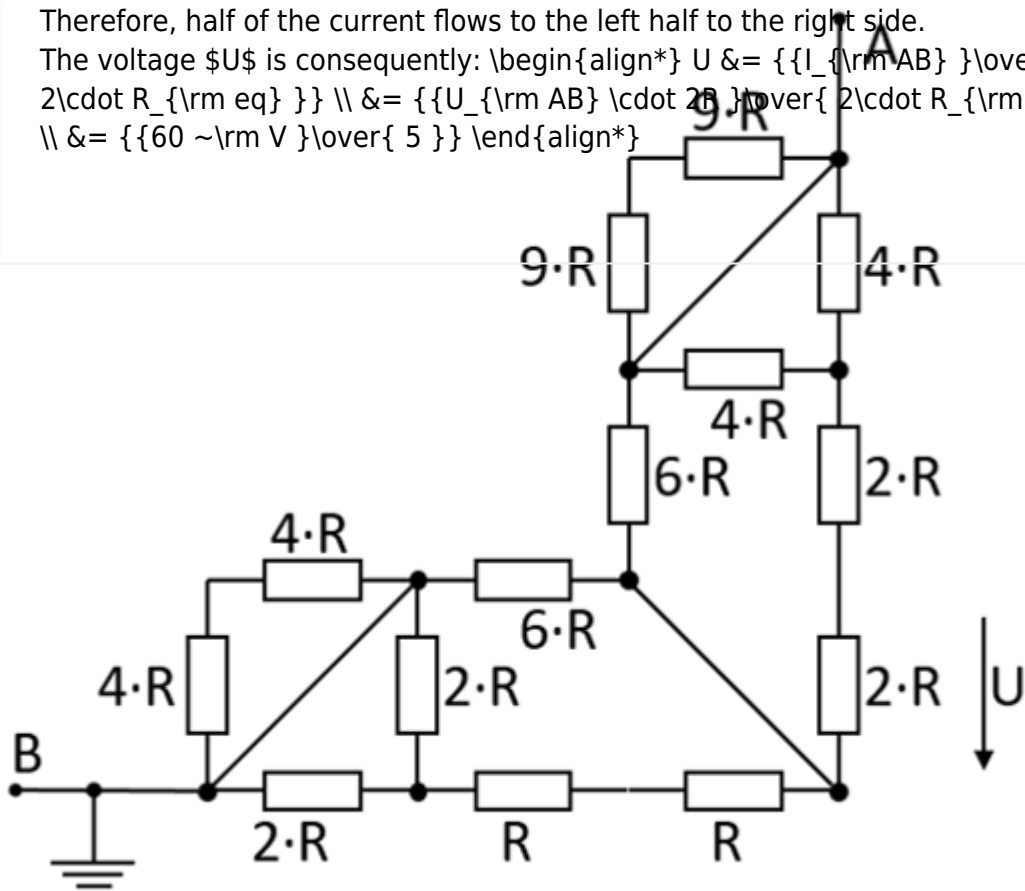 Therefore, half of the current flows to the left half to the right side.
The voltage $U$ is consequently: \begin{align*} U &= {{I_{\rm AB} }\ove
2\cdot R_{\rm eq} }} \\ &= {{U_{\rm AB} \cdot 2R }\over{ 2\cdot R_{\rm
\\ &= {{60 ~\rm V }\over{ 5 }} \end{align*}
A
9·R
9·R
4·R
4·R
6·R
2·R
4·R
6·R
4·R
2·R
2·R
U
B
2·R
R
R